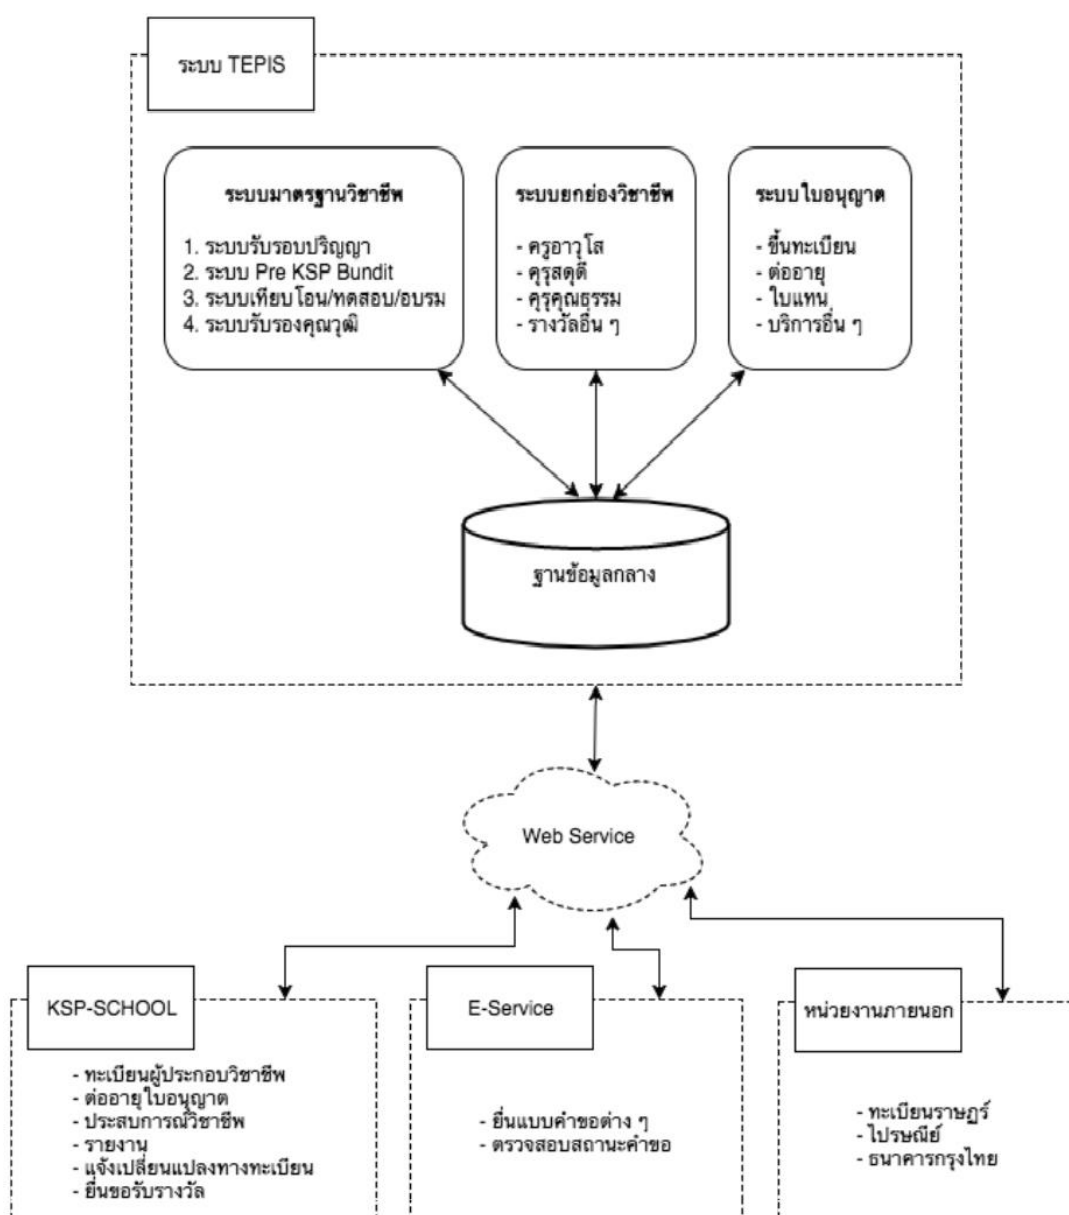 ระบบ TEPIS
ระบบมาตรฐานวิชาชีพ
1. ระบบรับรอบปริญญา
2. ระบบ Pre KSP Bundit
3. ระบบเทียบโอน/ทดสอบ/อบรม
4. ระบบรับรองคุณวุฒิ
ระบบยกย่องวิชาชีพ
- ครูอาวุโส
- คุรุสดุดี
- คุรุคุณธรรม
- รางวัลอื่น ๆ
ระบบใบอนุญาต
- ขึ้นทะเบียน
- ต่ออายุ
- ใบแทน
- บริการอื่น ๆ
ฐานข้อมูลกลาง
Web Service
KSP-SCHOOL
- ทะเบียนผู้ประกอบวิชาชีพ
- ต่ออายุใบอนุญาต
- ประสบการณ์วิชาชีพ
- รายงาน
- แจ้งเปลี่ยนแปลงทางทะเบียน
- ยื่นขอรับรางวัล
E-Service
- ยื่นแบบคำขอต่าง ๆ
- ตรวจสอบสถานะคำขอ
หน่วยงานภายนอก
- ทะเบียนราษฎร์
- ไปรษณีย์
- ธนาคารกรุงไทย